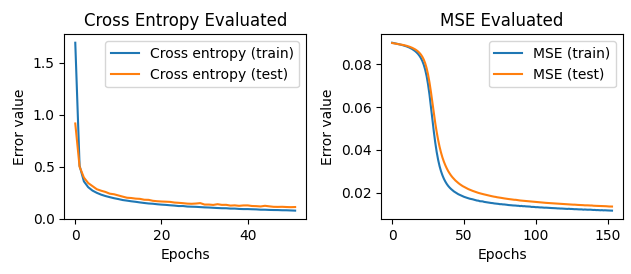 Cross Entropy Evaluated
Error value
1.5
1.0
0.5
0.0
Cross entropy (train)
Cross entropy (test)
0 20 40
Epochs
MSE Evaluated
Error value
0.08
0.06
0.04
0.02
MSE (train)
MSE (test)
0 50 100 150
Epochs